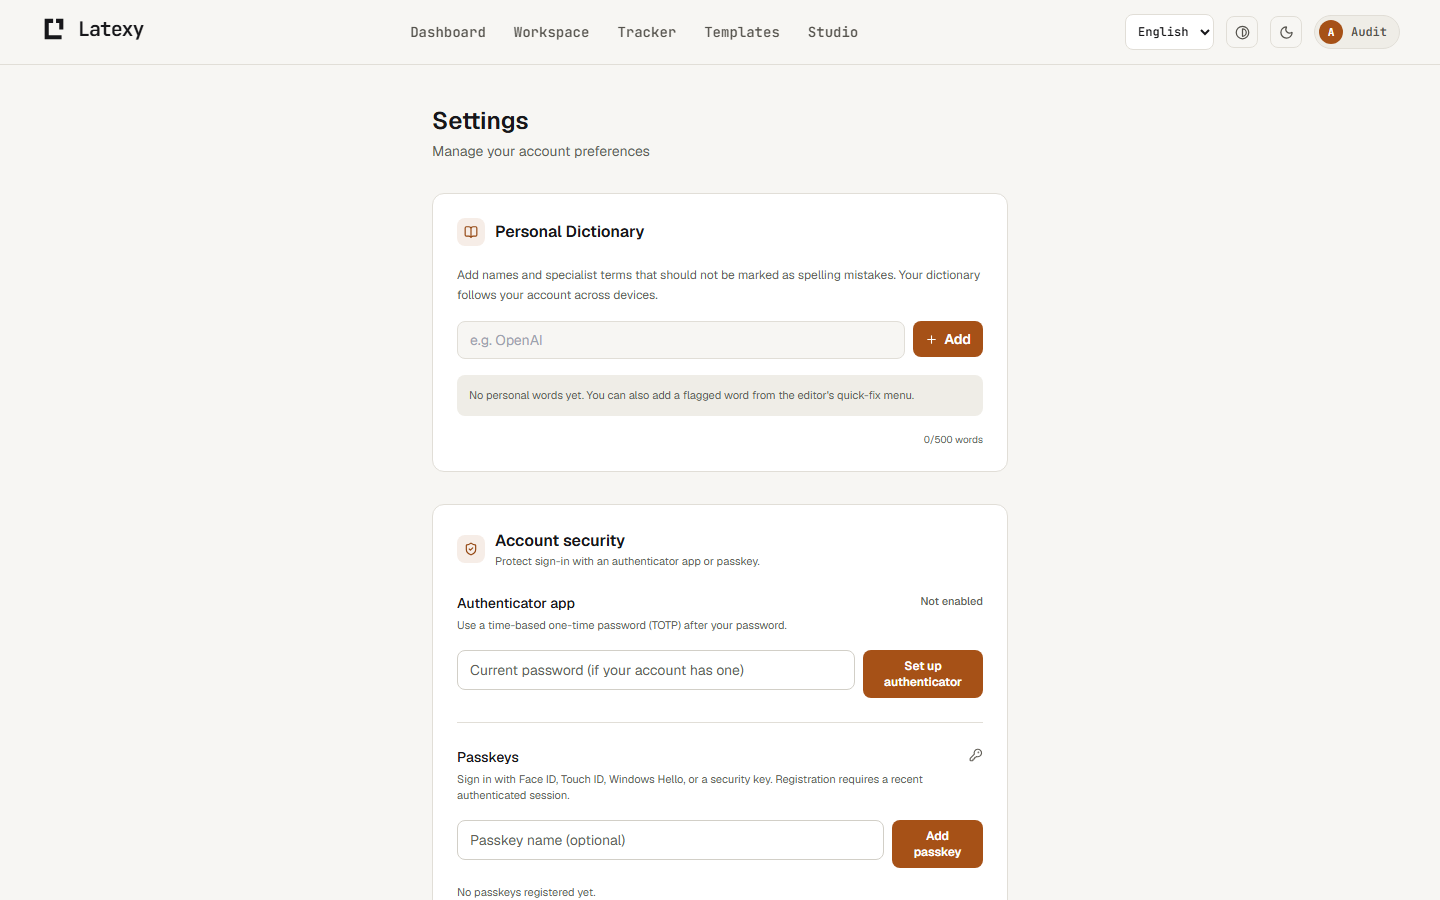 Latexy
Dashboard Workspace Tracker Templates Studio
English
A Audit
Settings
Manage your account preferences
Personal Dictionary
Add names and specialist terms that should not be marked as spelling mistakes. Your dictionary
follows your account across devices.
e.g. OpenAI
+ Add
No personal words yet. You can also add a flagged word from the editor's quick-fix menu.
0/500 words
Account security
Protect sign-in with an authenticator app or passkey.
Authenticator app
Not enabled
Use a time-based one-time password (TOTP) after your password.
Current password (if your account has one)
Set up
authenticator
Passkeys
Sign in with Face ID, Touch ID, Windows Hello, or a security key. Registration requires a recent
authenticated session.
Passkey name (optional)
Add
passkey
No passkeys registered yet.